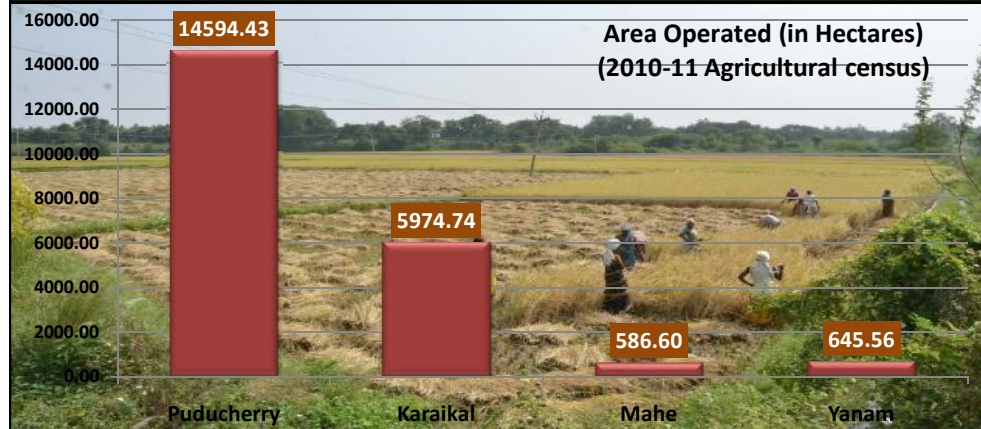 Area Operated (in Hectares)
(2010-11 Agricultural census)
16000.00
14000.00
12000.00
10000.00
8000.00
6000.00
4000.00
2000.00
0.00
14594.43
5974.74
586.60
645.56
Puducherry
Karaikal
Mahe
Yanam